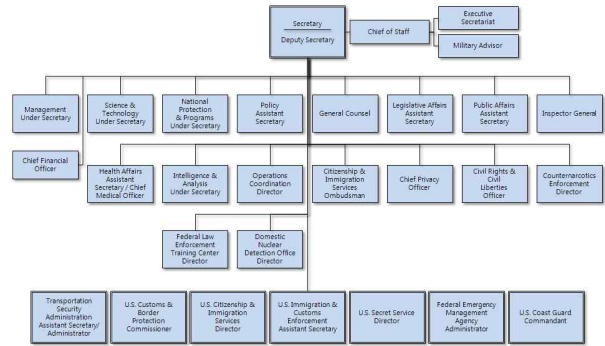 Secretary
Deputy Secretary
Chief of Staff
Executive
Secretariat
Military Advisor
Management
Under Secretary
Science &
Technology
Under Secretary
National
Protection
& Programs
Under Secretary
Policy
Assistant
Secretary
General Counsel
Legislative Affairs
Assistant
Secretary
Public Affairs
Assistant
Secretary
Inspector General
Chief Financial
Officer
Health Affairs
Assistant
Secretary / Chief
Medical Officer
Intelligence &
Analysis
Under Secretary
Operations
Coordination
Director
Citizenship &
Immigration
Services
Ombudsman
Chief Privacy
Officer
Civil Rights &
Civil
Liberties
Officer
Counternarcotics
Enforcement
Director
Federal Law
Enforcement
Training Center
Director
Domestic
Nuclear
Detection Office
Director
Transportation
Security
Administration
Assistant Secretary/
Administrator
U.S. Customs &
Border
Protection
Commissioner
U.S. Citizenship &
Immigration
Services
Director
U.S. Immigration &
Customs
Enforcement
Assistant Secretary
U.S. Secret Service
Director
Federal Emergency
Management
Agency
Administrator
U.S. Coast Guard
Commandant